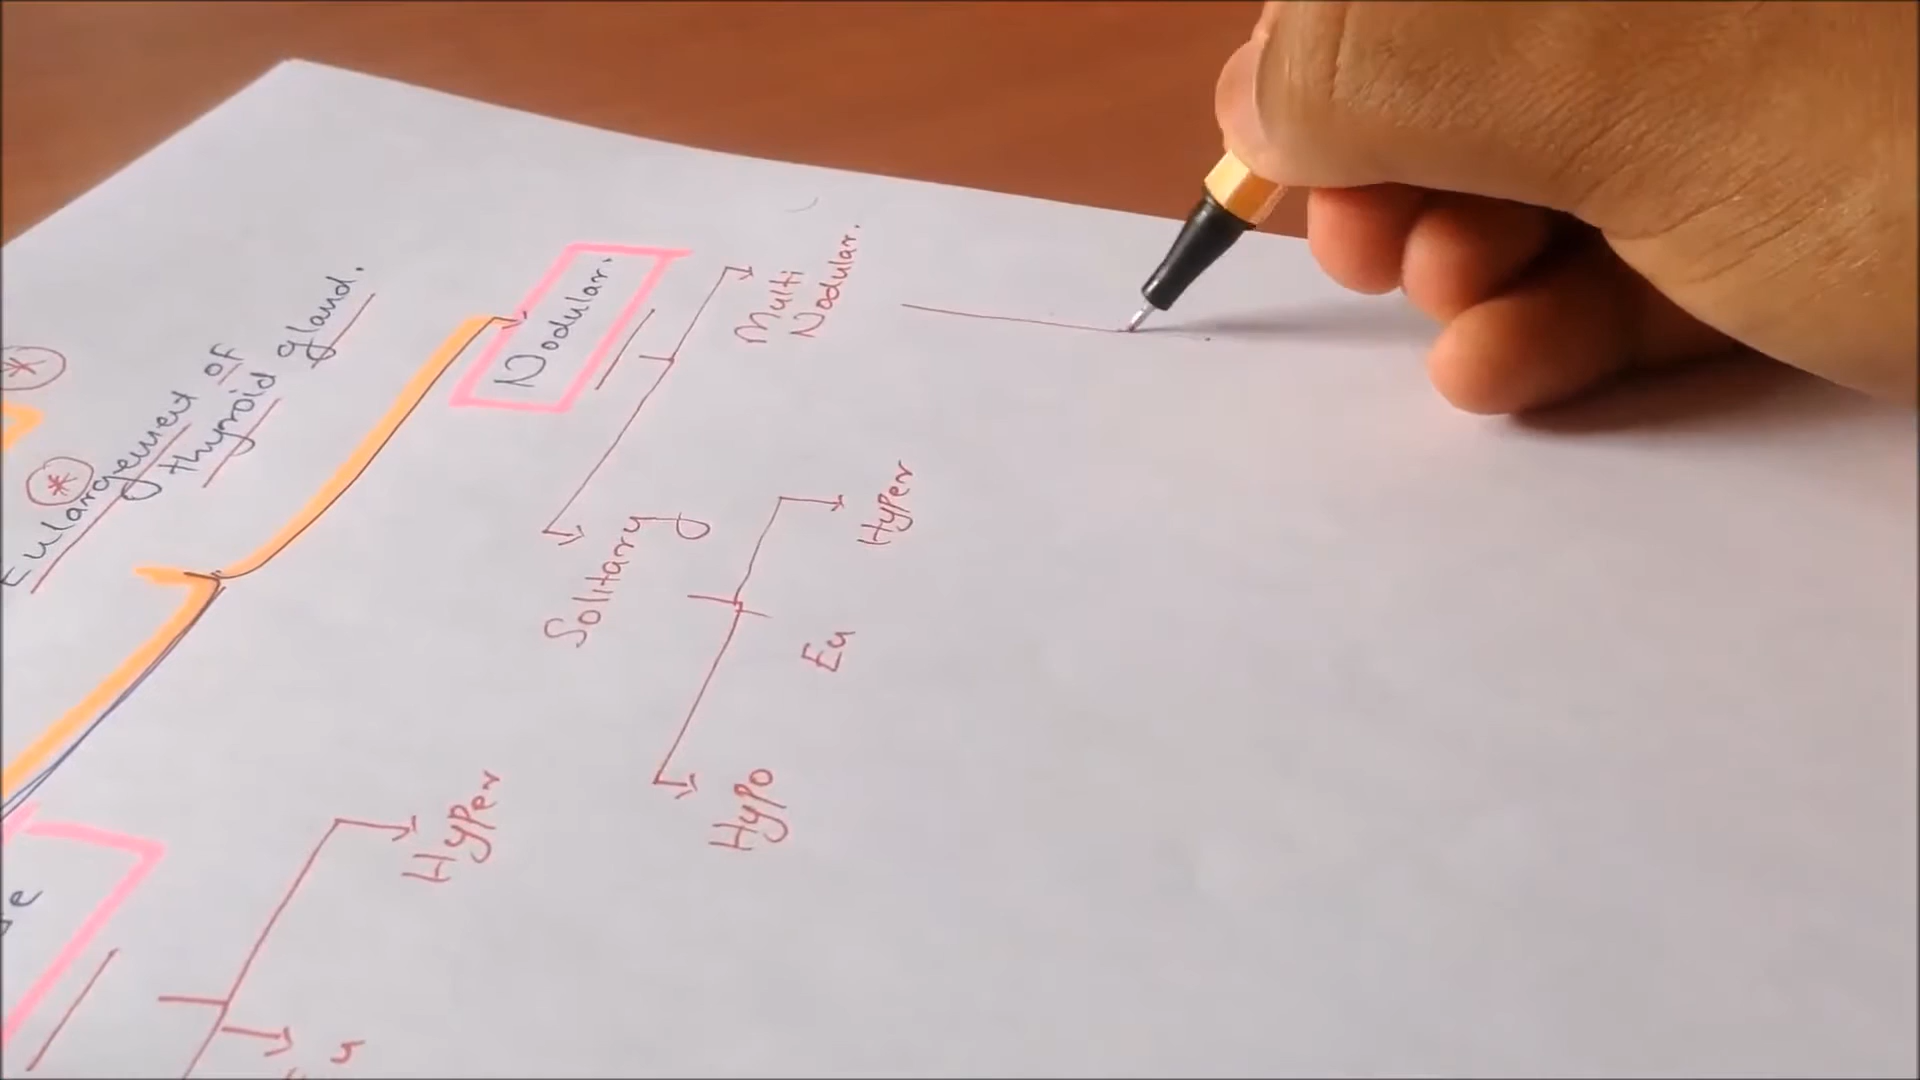 Enlargement of
thyroid gland.
Nodular.
Multi
Nodular.
Solitary
Hyper
Eu
Hypo
Hyper